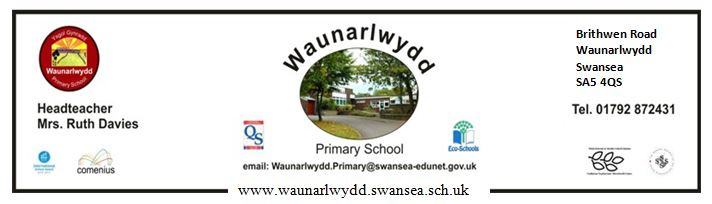 Ysgol Gynradd
Waunarlwydd
Primary School
Headteacher
Mrs. Ruth Davies
comenius
Waunarlwydd
QS
Primary School
Eco-Schools
email: Waunarlwydd.Primary@swansea-edunet.gov.uk
Brithwen Road
Waunarlwydd
Swansea
SA5 4QS
Tel. 01792 872431
www.waunarlwydd.swansea.sch.uk